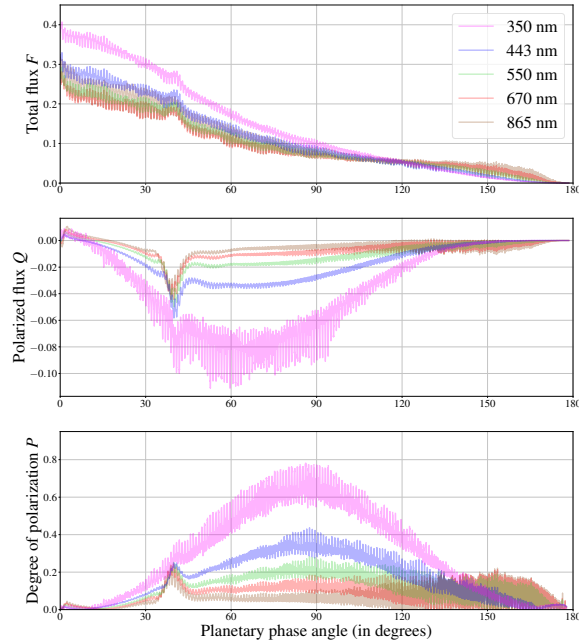 Total flux F
0.4
0.3
0.2
0.1
0.0
0 30 60 90 120 150 180
350 nm
443 nm
550 nm
670 nm
865 nm
Polarized flux Q
0.00
−0.02
−0.04
−0.06
−0.08
−0.10
0 30 60 90 120 150 180
Degree of polarization P
0.8
0.6
0.4
0.2
0.0
0 30 60 90 120 150 180
Planetary phase angle (in degrees)